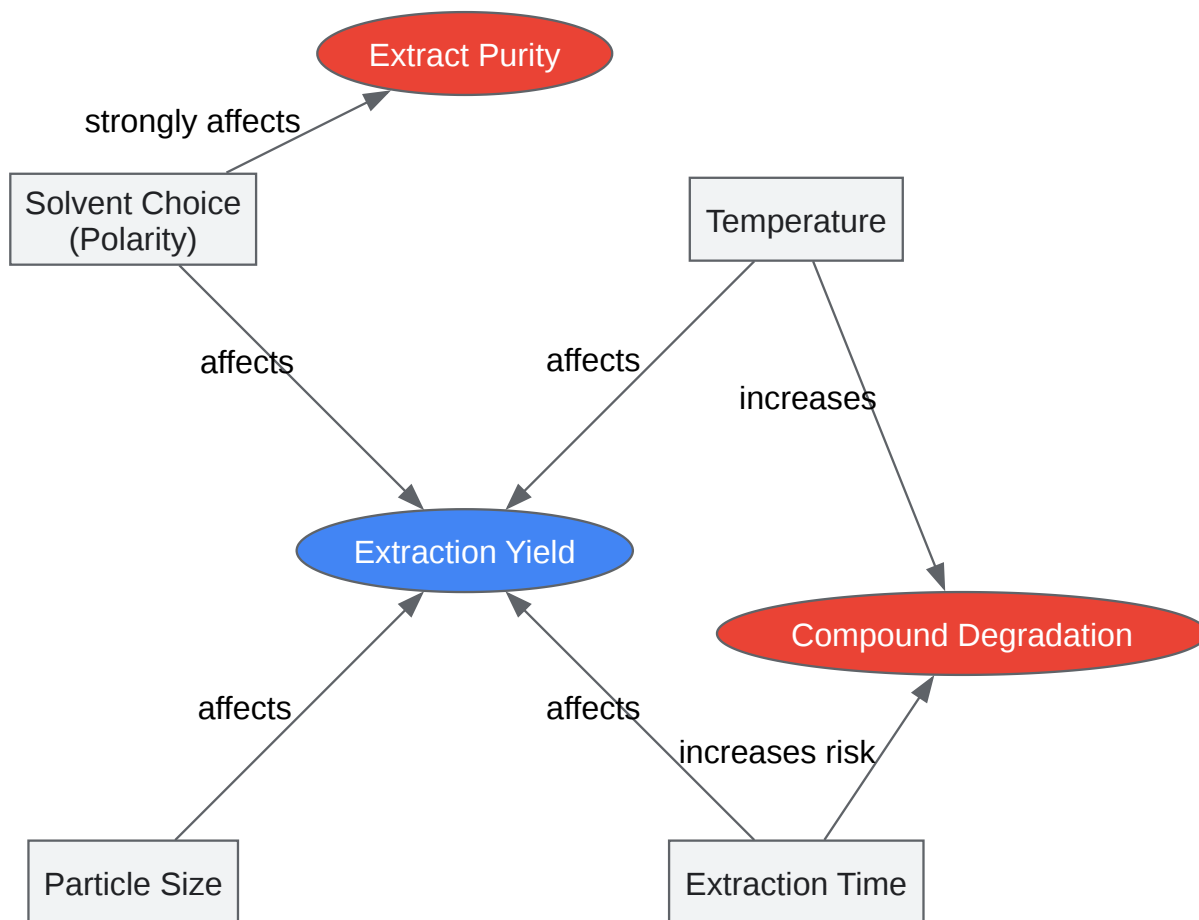 Extract Purity
strongly affects
Solvent Choice
(Polarity)
Temperature
affects
affects
increases
Extraction Yield
Compound Degradation
affects
affects
increases risk
Particle Size
Extraction Time